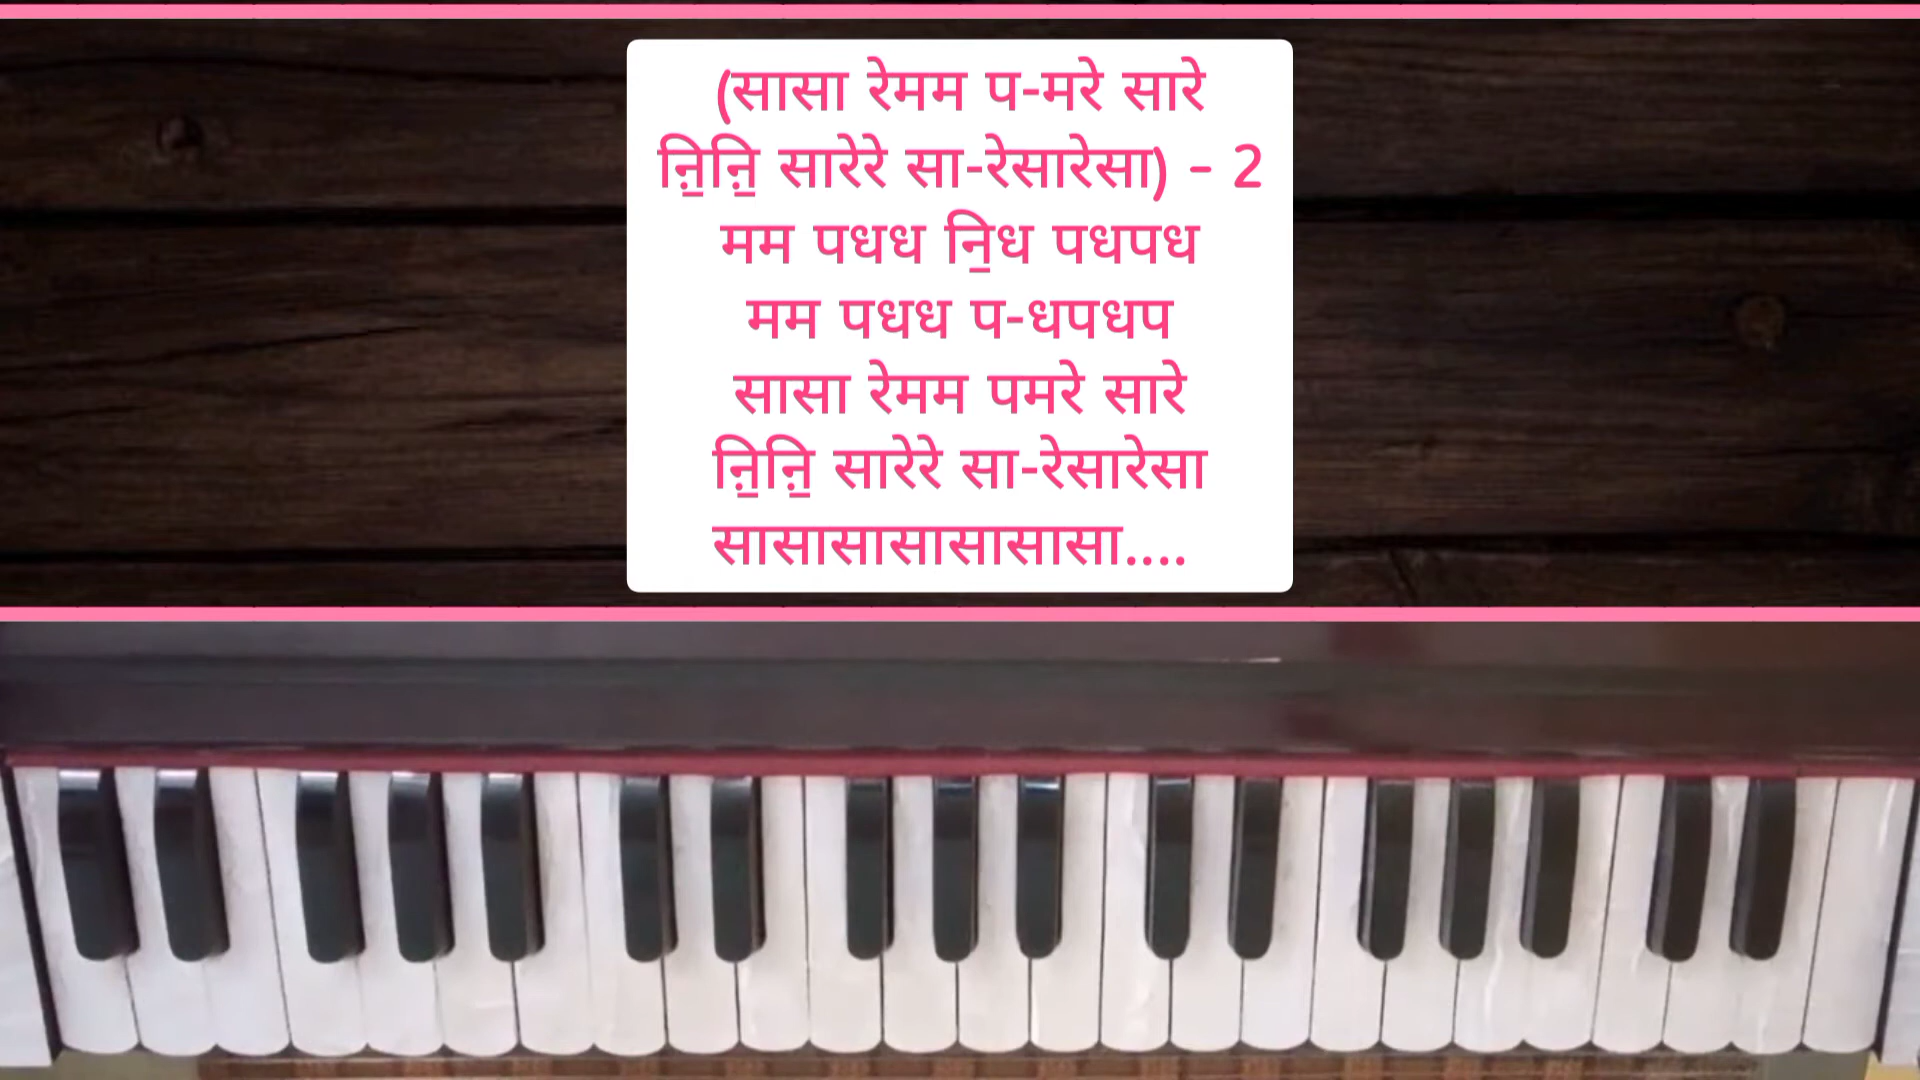 (सासा रेमम प-मरे सारे
ऩि॒ऩि॒ सारेरे सा-रेसारेसा) - 2
मम पधध नि॒ध पधपध
मम पधध प-धपधप
सासा रेमम पमरे सारे
ऩि॒ऩि॒ सारेरे सा-रेसारेसा
सासासासासासासा....